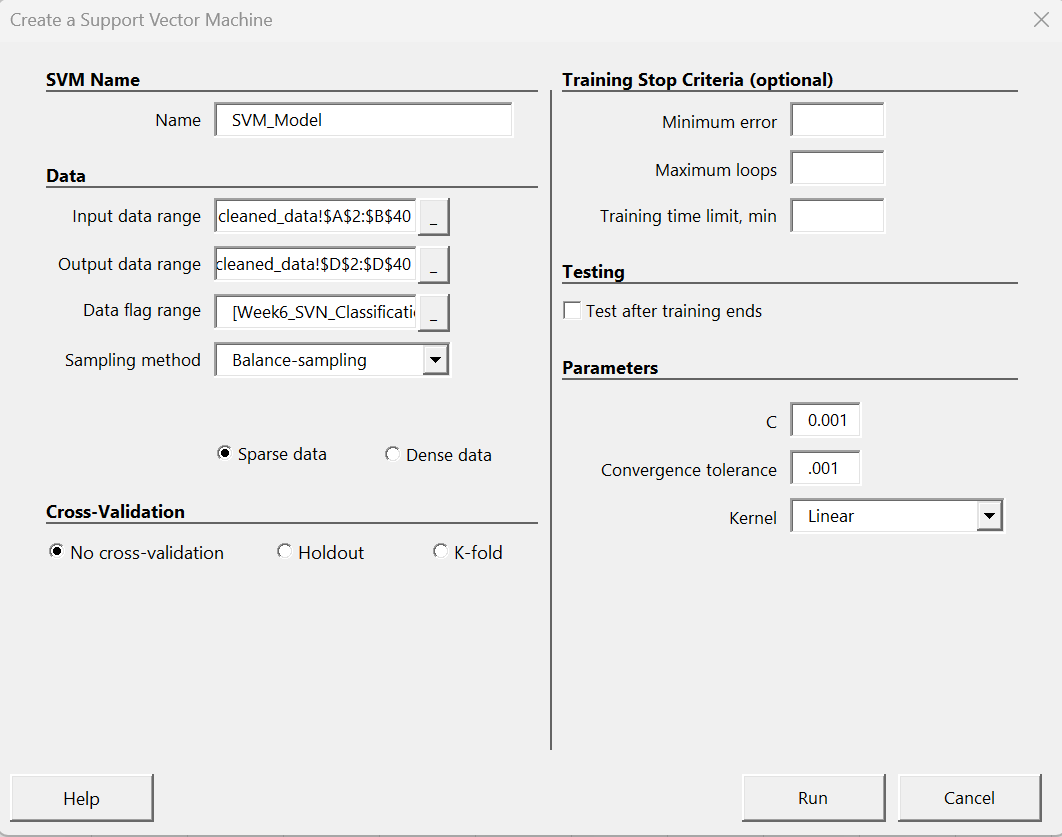 Create a Support Vector Machine
SVM Name
Name SVM_Model
Data
Input data range cleaned_data!$A$2:$B$40 _
Output data range cleaned_data!$D$2:$D$40 _
Data flag range [Week6_SVN_Classificatio _
Sampling method Balance-sampling
Sparse data Dense data
Cross-Validation
No cross-validation Holdout K-fold
Training Stop Criteria (optional)
Minimum error
Maximum loops
Training time limit, min
Testing
Test after training ends
Parameters
C 0.001
Convergence tolerance .001
Kernel Linear
Help Run Cancel